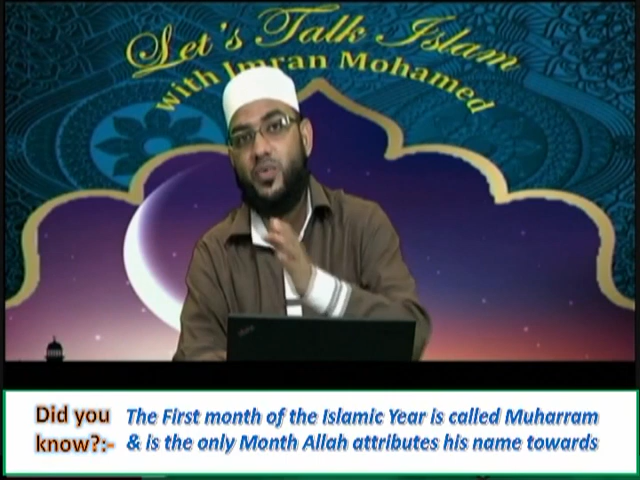 Let's Talk Islam
with Imran Mohamed
Did you know?:-
The First month of the Islamic Year is called Muharram
& is the only Month Allah attributes his name towards